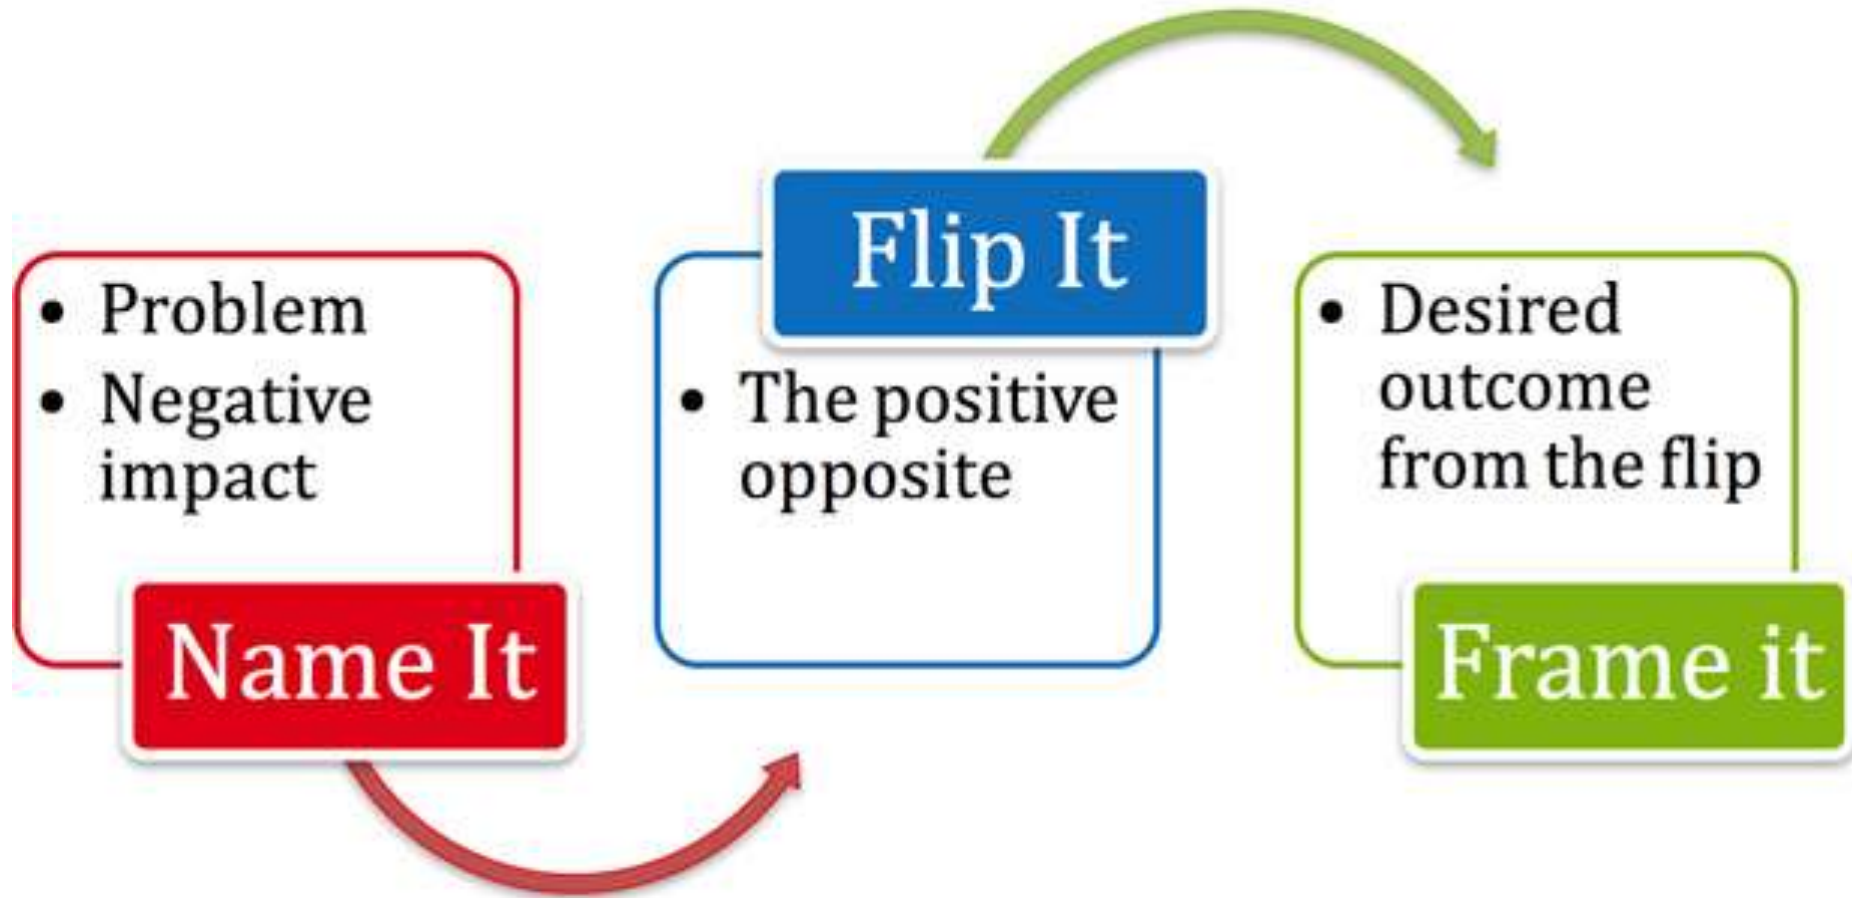 • Problem
• Negative
impact
Name It
Flip It
• The positive
opposite
• Desired
outcome
from the flip
Frame it